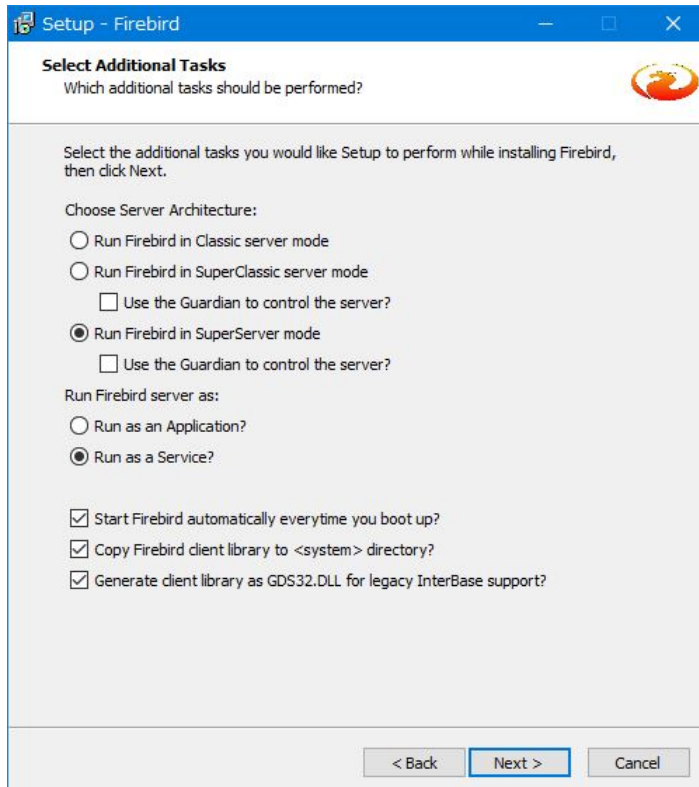 Setup - Firebird
Select Additional Tasks
Which additional tasks should be performed?
Select the additional tasks you would like Setup to perform while installing Firebird,
then click Next.
Choose Server Architecture:
Run Firebird in Classic server mode
Run Firebird in SuperClassic server mode
Use the Guardian to control the server?
Run Firebird in SuperServer mode
Use the Guardian to control the server?
Run Firebird server as:
Run as an Application?
Run as a Service?
Start Firebird automatically everytime you boot up?
Copy Firebird client library to <system> directory?
Generate client library as GDS32.DLL for legacy InterBase support?
< Back Next > Cancel